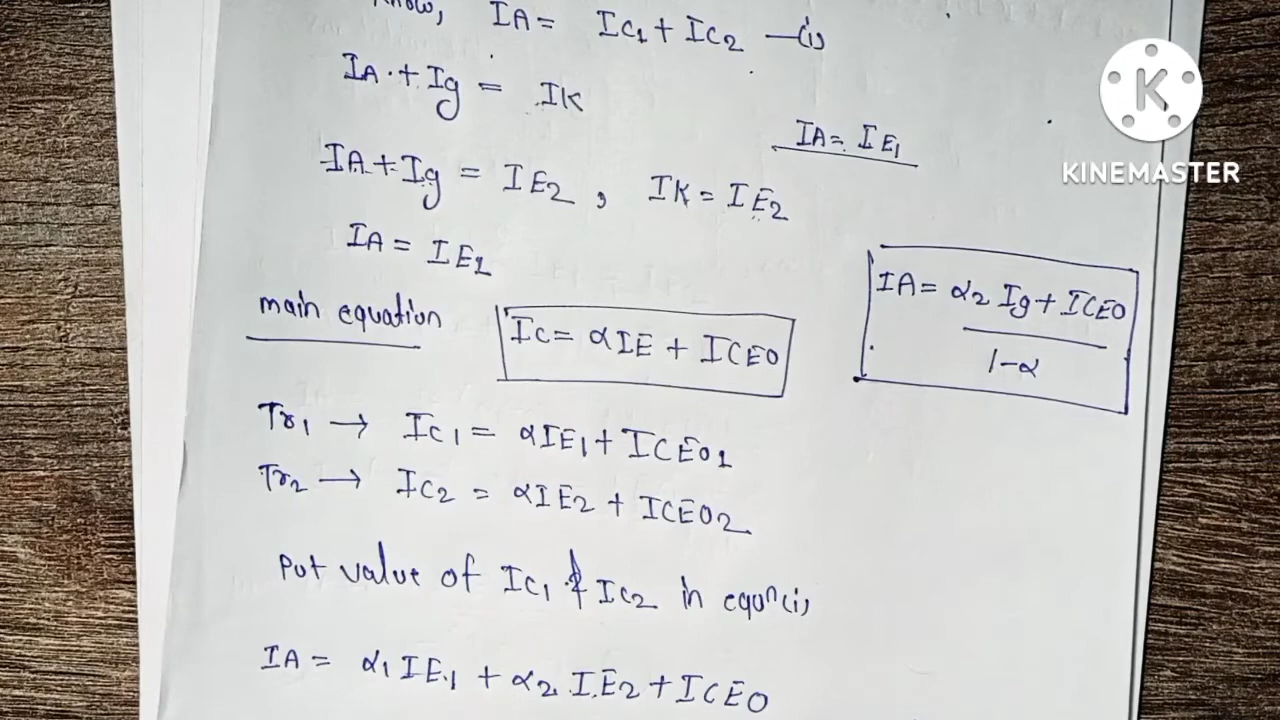 Know, IA = IC1 + IC2 —(i)
IA + Ig = IK
IA = IE1
IA + Ig = IE2 , IK = IE2
IA = IE1
main equation
IC = αIE + ICEO
IA = α2 Ig + ICEO
1-α
Tr1 → IC1 = αIE1 + ICEO1
Tr2 → IC2 = αIE2 + ICEO2
Put value of IC1 & IC2 in equn(i)
IA = α1 IE1 + α2 IE2 + ICEO
K
KINEMASTER